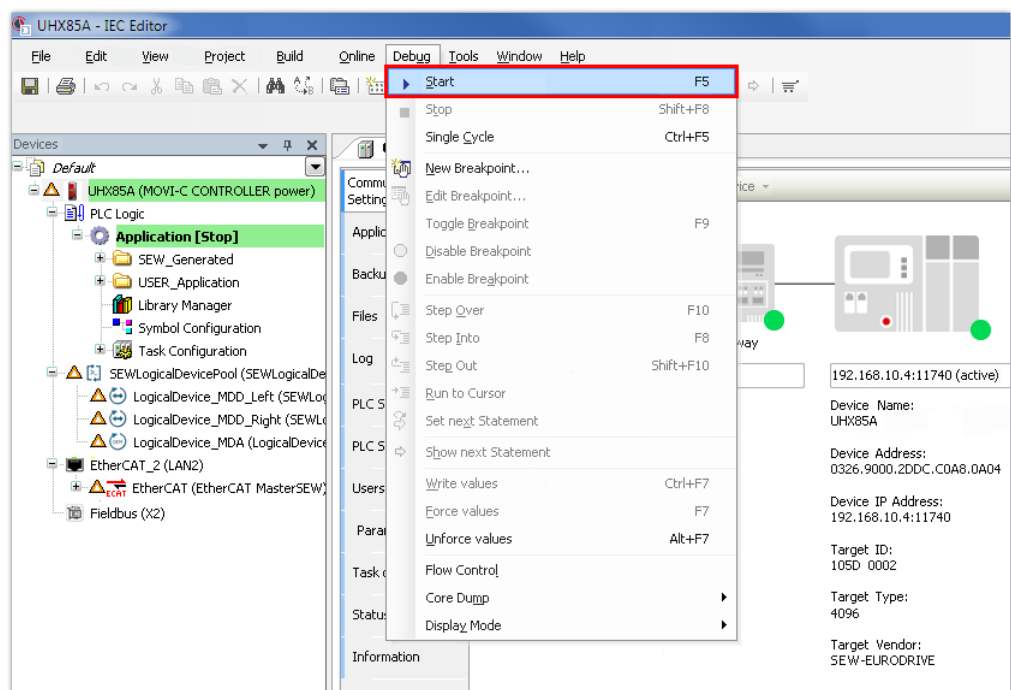 UHX85A - IEC Editor
File Edit View Project Build Online Debug Tools Window Help
Start F5
Stop Shift+F8
Single Cycle Ctrl+F5
New Breakpoint...
Edit Breakpoint...
Toggle Breakpoint F9
Disable Breakpoint
Enable Breakpoint
Step Over F10
Step Into F8
Step Out Shift+F10
Run to Cursor
Set next Statement
Show next Statement
Write values Ctrl+F7
Force values F7
Unforce values Alt+F7
Flow Control
Core Dump
Display Mode
Devices
Default
UHX85A (MOVI-C CONTROLLER power)
PLC Logic
Application [Stop]
SEW_Generated
USER_Application
Library Manager
Symbol Configuration
Task Configuration
SEWLogicalDevicePool (SEWLogicalDe
LogicalDevice_MDD_Left (SEWLog
LogicalDevice_MDD_Right (SEWLo
LogicalDevice_MDA (LogicalDevice
EtherCAT_2 (LAN2)
ECAT
EtherCAT (EtherCAT MasterSEW)
Fieldbus (X2)
Commu
Setting
Applic
Backu
Files
Log
PLC S
PLC S
Users
Parar
Task
Status
Information
vice
way
192.168.10.4:11740 (active)
Device Name:
UHX85A
Device Address:
0326.9000.2DDC.C0A8.0A04
Device IP Address:
192.168.10.4:11740
Target ID:
105D 0002
Target Type:
4096
Target Vendor:
SEW-EURODRIVE